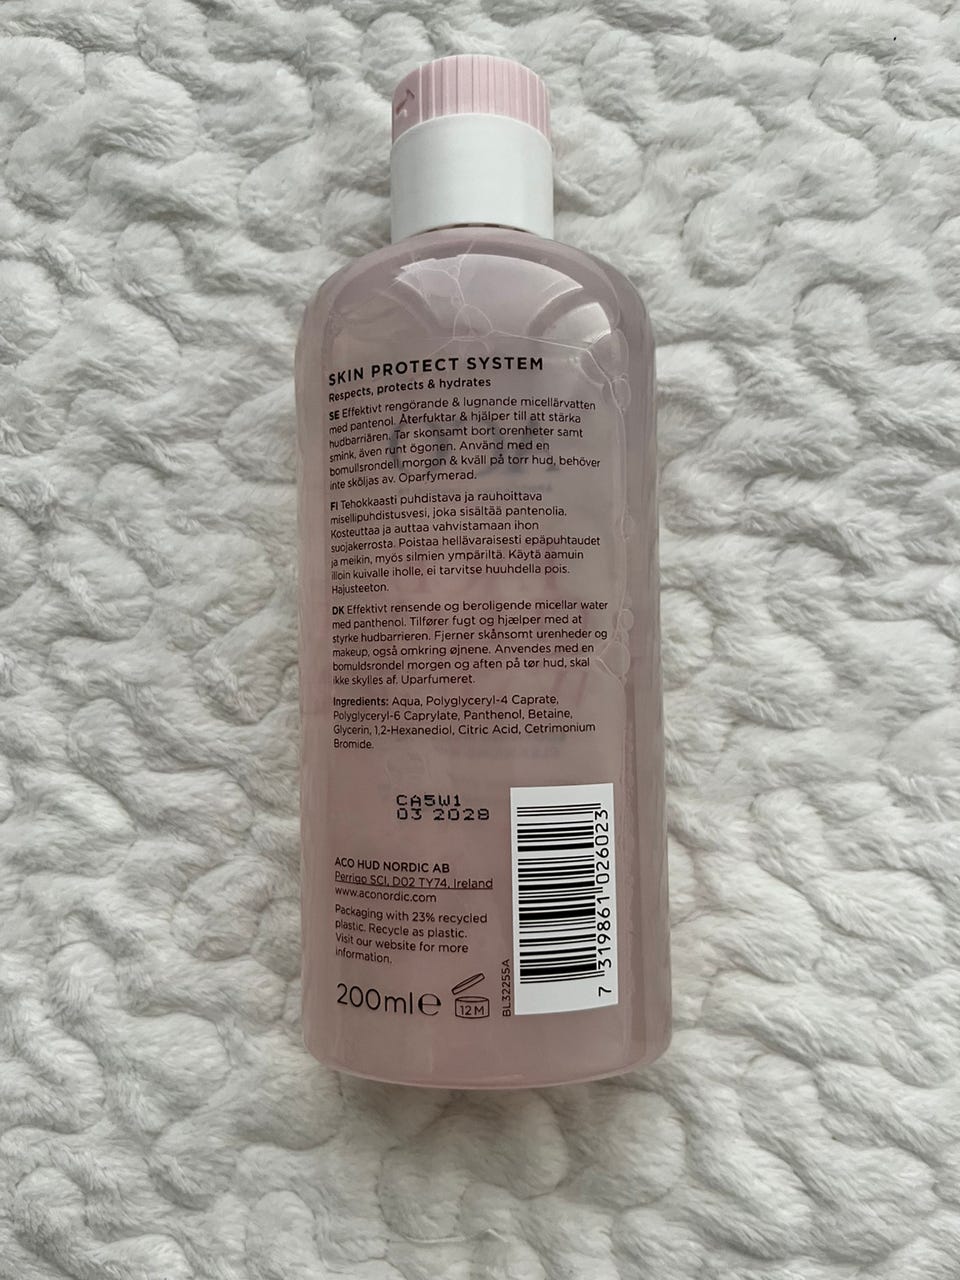 SKIN PROTECT SYSTEM
Respects, protects & hydrates
SE Effektivt rengörande & lugnande micellärvatten
med pantenol. Återfuktar & hjälper till att stärka
hudbarriären. Tar skonsamt bort orenheter samt
smink, även runt ögonen. Använd med en
bomullsrondell morgon & kväll på torr hud, behöver
inte sköljas av. Oparfymerad.
FI Tehokkaasti puhdistava ja rauhoittava
misellipuhdistusvesi, joka sisältää pantenolia.
Kosteuttaa ja auttaa vahvistamaan ihon
suojakerrosta. Poistaa hellävaraisesti epäpuhtaudet
ja meikin, myös silmien ympäriltä. Käytä aamuin
illoin kuivalle iholle, ei tarvitse huuhdella pois.
Hajusteeton.
DK Effektivt rensende og beroligende micellar water
med panthenol. Tilfører fugt og hjælper med at
styrke hudbarrieren. Fjerner skånsomt urenheder og
makeup, også omkring øjnene. Anvendes med en
bomuldsrondel morgen og aften på tør hud, skal
ikke skylles af. Uparfumeret.
Ingredients: Aqua, Polyglyceryl-4 Caprate,
Polyglyceryl-6 Caprylate, Panthenol, Betaine,
Glycerin, 1,2-Hexanediol, Citric Acid, Cetrimonium
Bromide.
CA5W1
03 2028
ACO HUD NORDIC AB
Perrigo SCI, D02 TY74, Ireland
www.aconordic.com
Packaging with 23% recycled
plastic. Recycle as plastic.
Visit our website for more
information.
200ml e
12 M
BL32255A
7 319861 026023